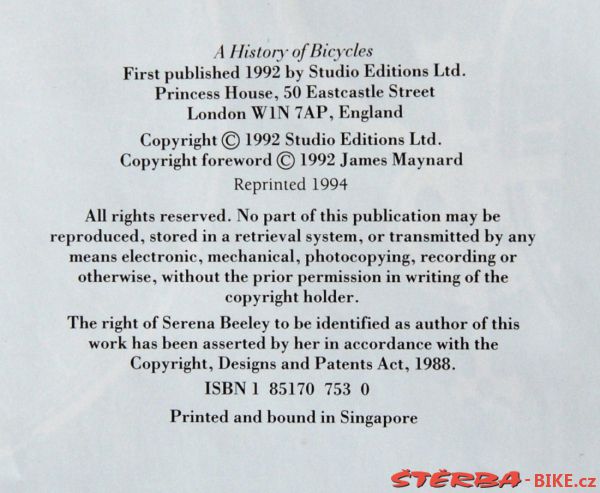 A History of Bicycles
First published 1992 by Studio Editions Ltd.
Princess House, 50 Eastcastle Street
London W1N 7AP, England
Copyright © 1992 Studio Editions Ltd.
Copyright foreword © 1992 James Maynard
Reprinted 1994
All rights reserved. No part of this publication may be
reproduced, stored in a retrieval system, or transmitted by any
means electronic, mechanical, photocopying, recording or
otherwise, without the prior permission in writing of the
copyright holder.
The right of Serena Beeley to be identified as author of this
work has been asserted by her in accordance with the
Copyright, Designs and Patents Act, 1988.
ISBN 1 85170 753 0
Printed and bound in Singapore
ŠTĚRBA-BIKE.cz